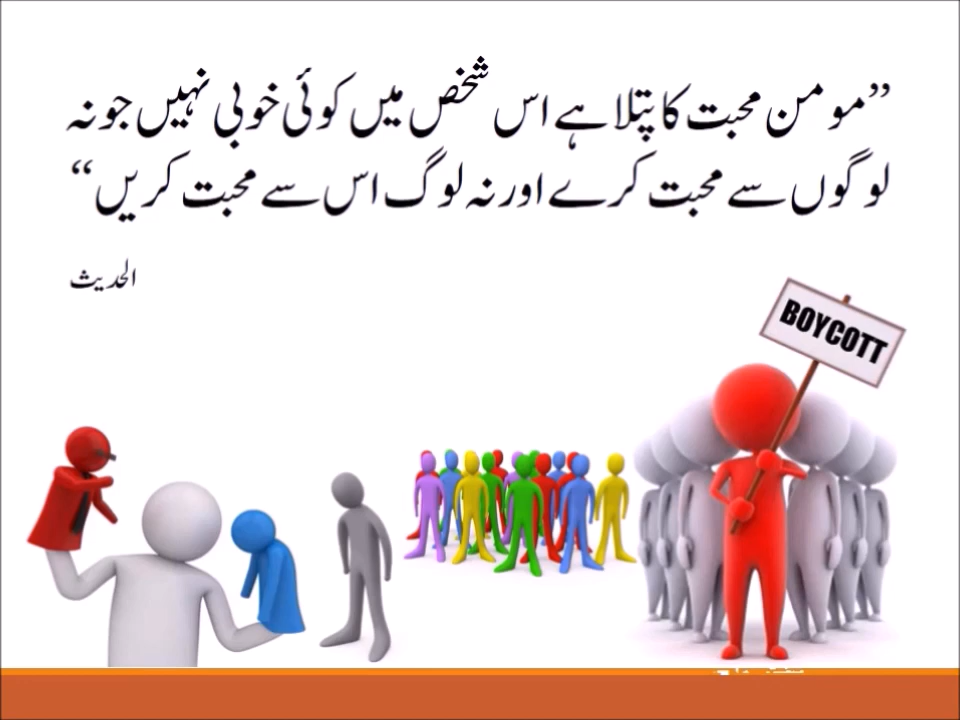 ”مومن محبت کا پتلا ہے اس شخص میں کوئی خوبی نہیں جو نہ
لوگوں سے محبت کرے اور نہ لوگ اس سے محبت کریں“
الحدیث
BOYCOTT